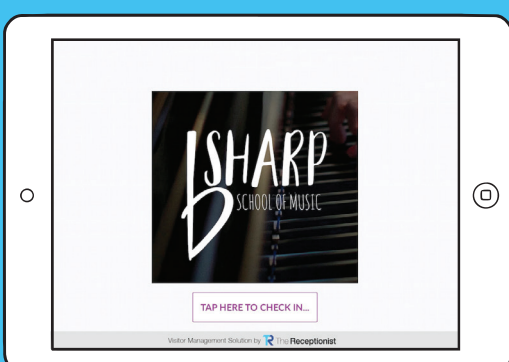 b SHARP
SCHOOL OF MUSIC
TAP HERE TO CHECK IN...
Visitor Management Solution by R The Receptionist